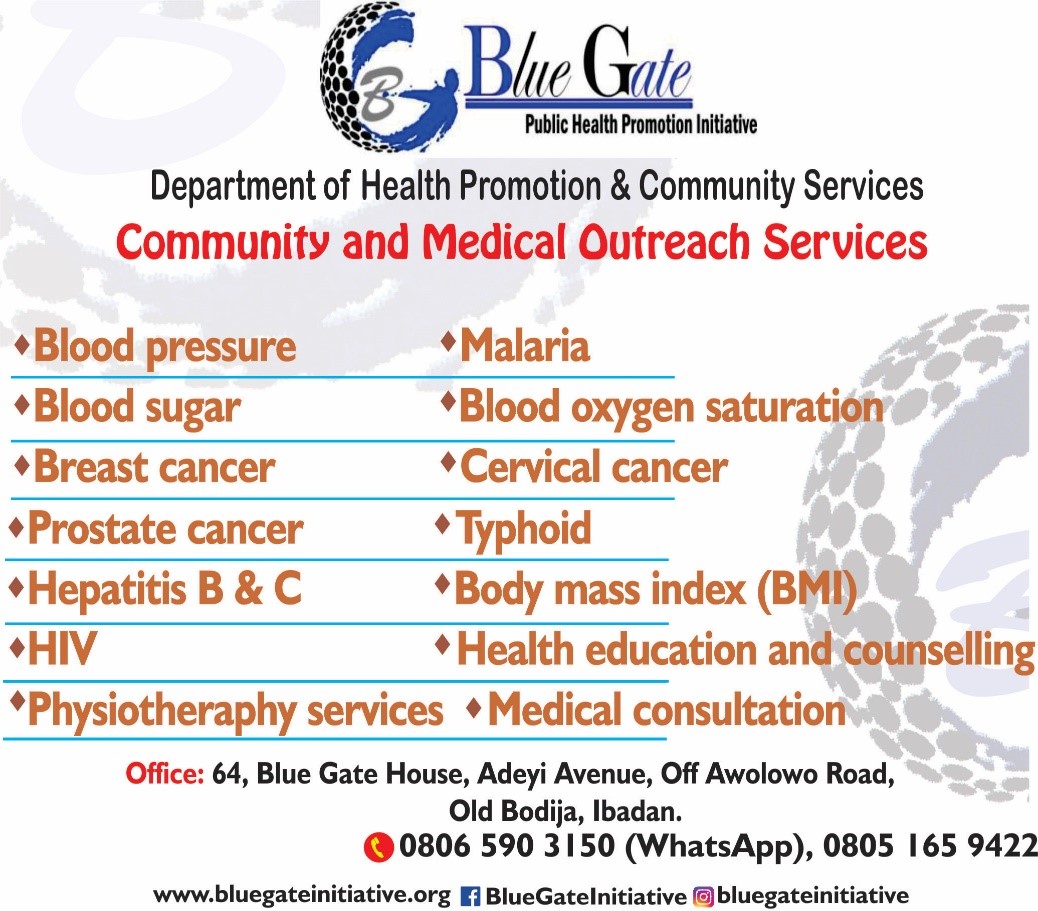 B
Blue Gate
Public Health Promotion Initiative
Department of Health Promotion & Community Services
Community and Medical Outreach Services
♦Blood pressure
♦Malaria
♦Blood sugar
♦Blood oxygen saturation
♦Breast cancer
♦Cervical cancer
♦Prostate cancer
♦Typhoid
♦Hepatitis B & C
♦Body mass index (BMI)
♦HIV
♦Health education and counselling
♦Physiotheraphy services
♦Medical consultation
Office: 64, Blue Gate House, Adeyi Avenue, Off Awolowo Road,
Old Bodija, Ibadan.
0806 590 3150 (WhatsApp), 0805 165 9422
www.bluegateinitiative.org BlueGateInitiative bluegateinitiative